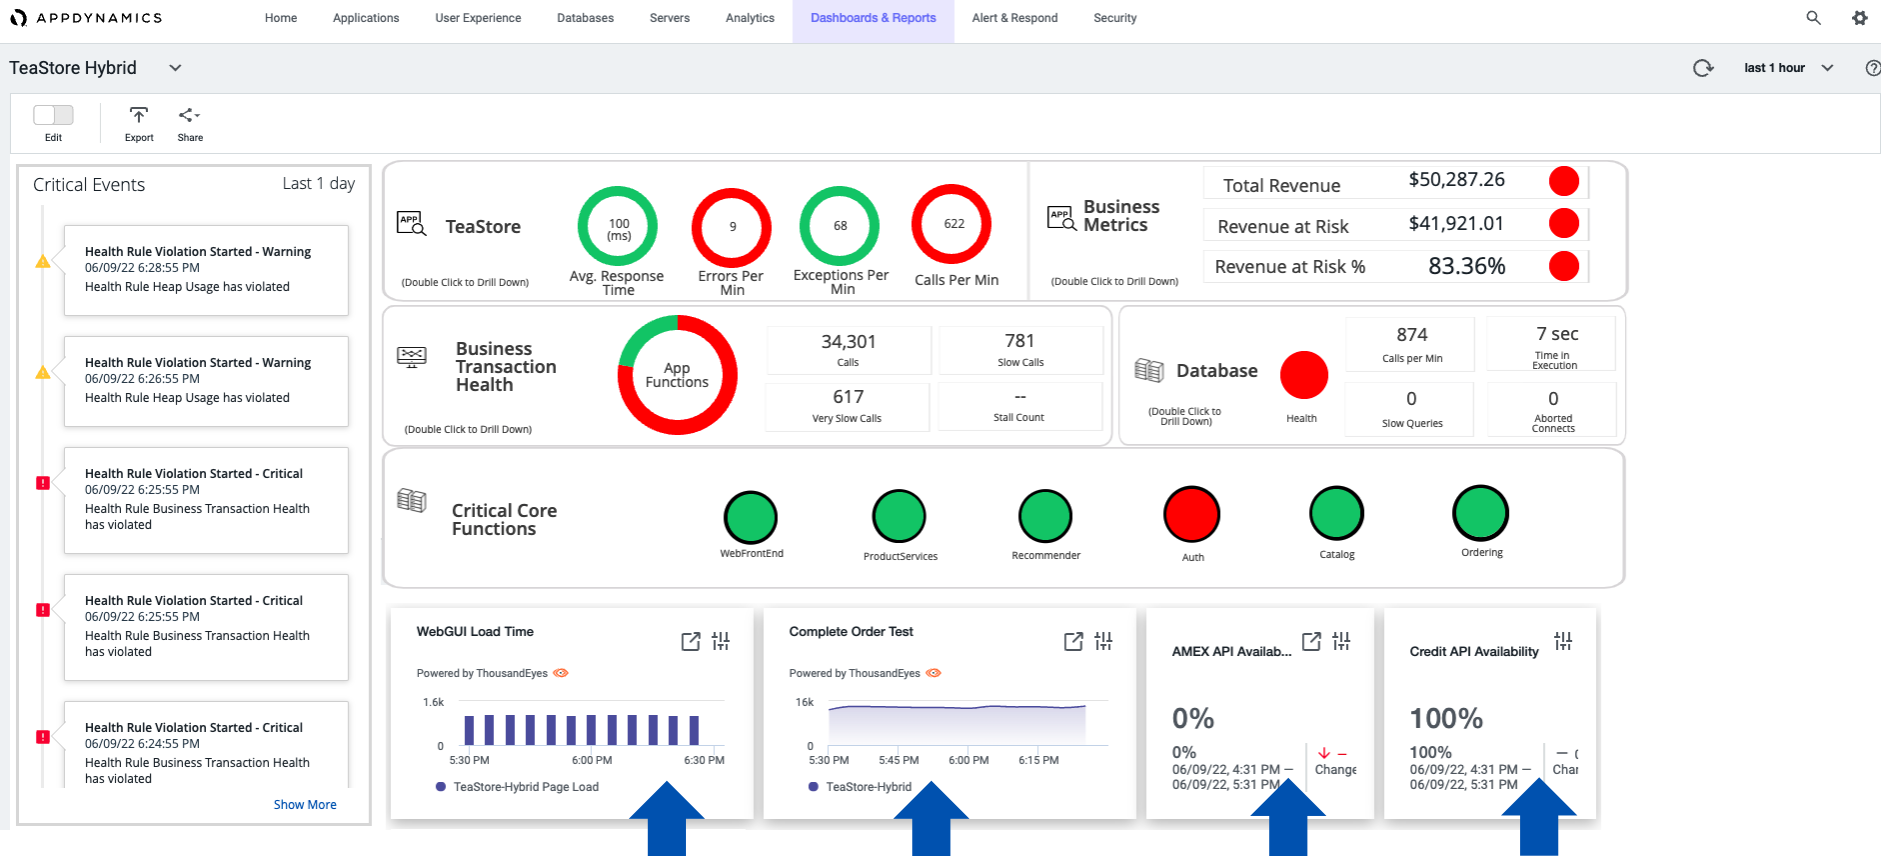 APPDYNAMICS
Home
Applications
User Experience
Databases
Servers
Analytics
Dashboards & Reports
Alert & Respond
Security
TeaStore Hybrid
last 1 hour
Edit
Export
Share
Critical Events
Last 1 day
Health Rule Violation Started - Warning
06/09/22 6:28:55 PM
Health Rule Heap Usage has violated
Health Rule Violation Started - Warning
06/09/22 6:26:55 PM
Health Rule Heap Usage has violated
Health Rule Violation Started - Critical
06/09/22 6:25:55 PM
Health Rule Business Transaction Health
has violated
Health Rule Violation Started - Critical
06/09/22 6:25:55 PM
Health Rule Business Transaction Health
has violated
Health Rule Violation Started - Critical
06/09/22 6:24:55 PM
Health Rule Business Transaction Health
has violated
Show More
APP
TeaStore
(Double Click to Drill Down)
100
(ms)
Avg. Response
Time
9
Errors Per
Min
68
Exceptions Per
Min
622
Calls Per Min
APP
Business
Metrics
(Double Click to Drill Down)
Total Revenue
$50,287.26
Revenue at Risk
$41,921.01
Revenue at Risk %
83.36%
Business
Transaction
Health
(Double Click to Drill Down)
App
Functions
34,301
Calls
781
Slow Calls
617
Very Slow Calls
--
Stall Count
Database
(Double Click to
Drill Down)
Health
874
Calls per Min
7 sec
Time in
Execution
0
Slow Queries
0
Aborted
Connects
Critical Core
Functions
WebFrontEnd
ProductServices
Recommender
Auth
Catalog
Ordering
WebGUI Load Time
Powered by ThousandEyes
1.6k
0
5:30 PM
6:00 PM
6:30 PM
TeaStore-Hybrid Page Load
Complete Order Test
Powered by ThousandEyes
16k
0
5:30 PM
5:45 PM
6:00 PM
6:15 PM
TeaStore-Hybrid
AMEX API Availab...
0%
0%
06/09/22, 4:31 PM –
06/09/22, 5:31 PM
–
Change
Credit API Availability
100%
100%
06/09/22, 4:31 PM –
06/09/22, 5:31 PM
–